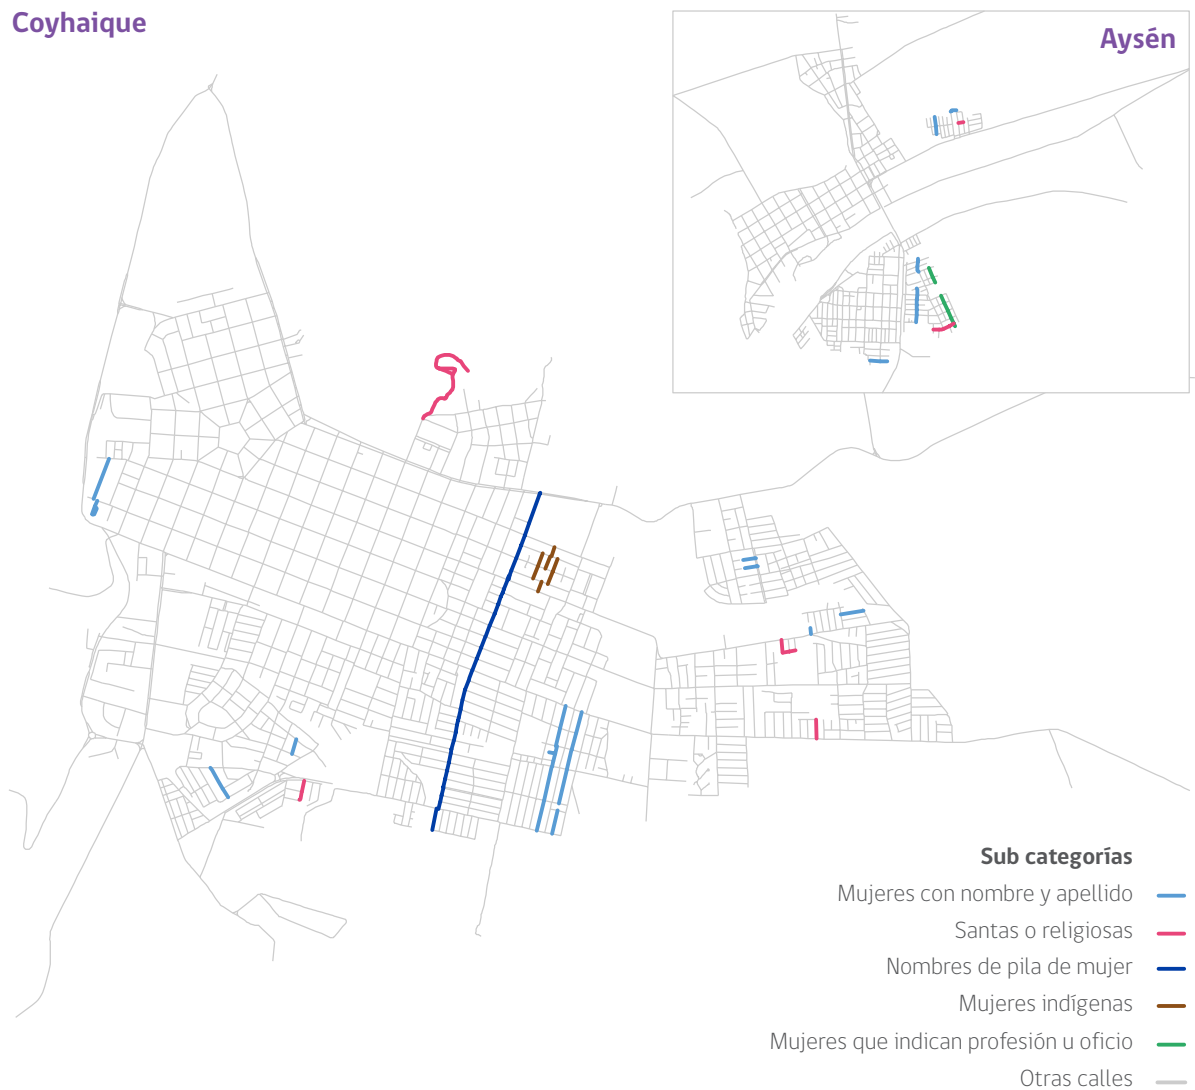 Coyhaique
Aysén
Sub categorías
Mujeres con nombre y apellido
Santas o religiosas
Nombres de pila de mujer
Mujeres indígenas
Mujeres que indican profesión u oficio
Otras calles